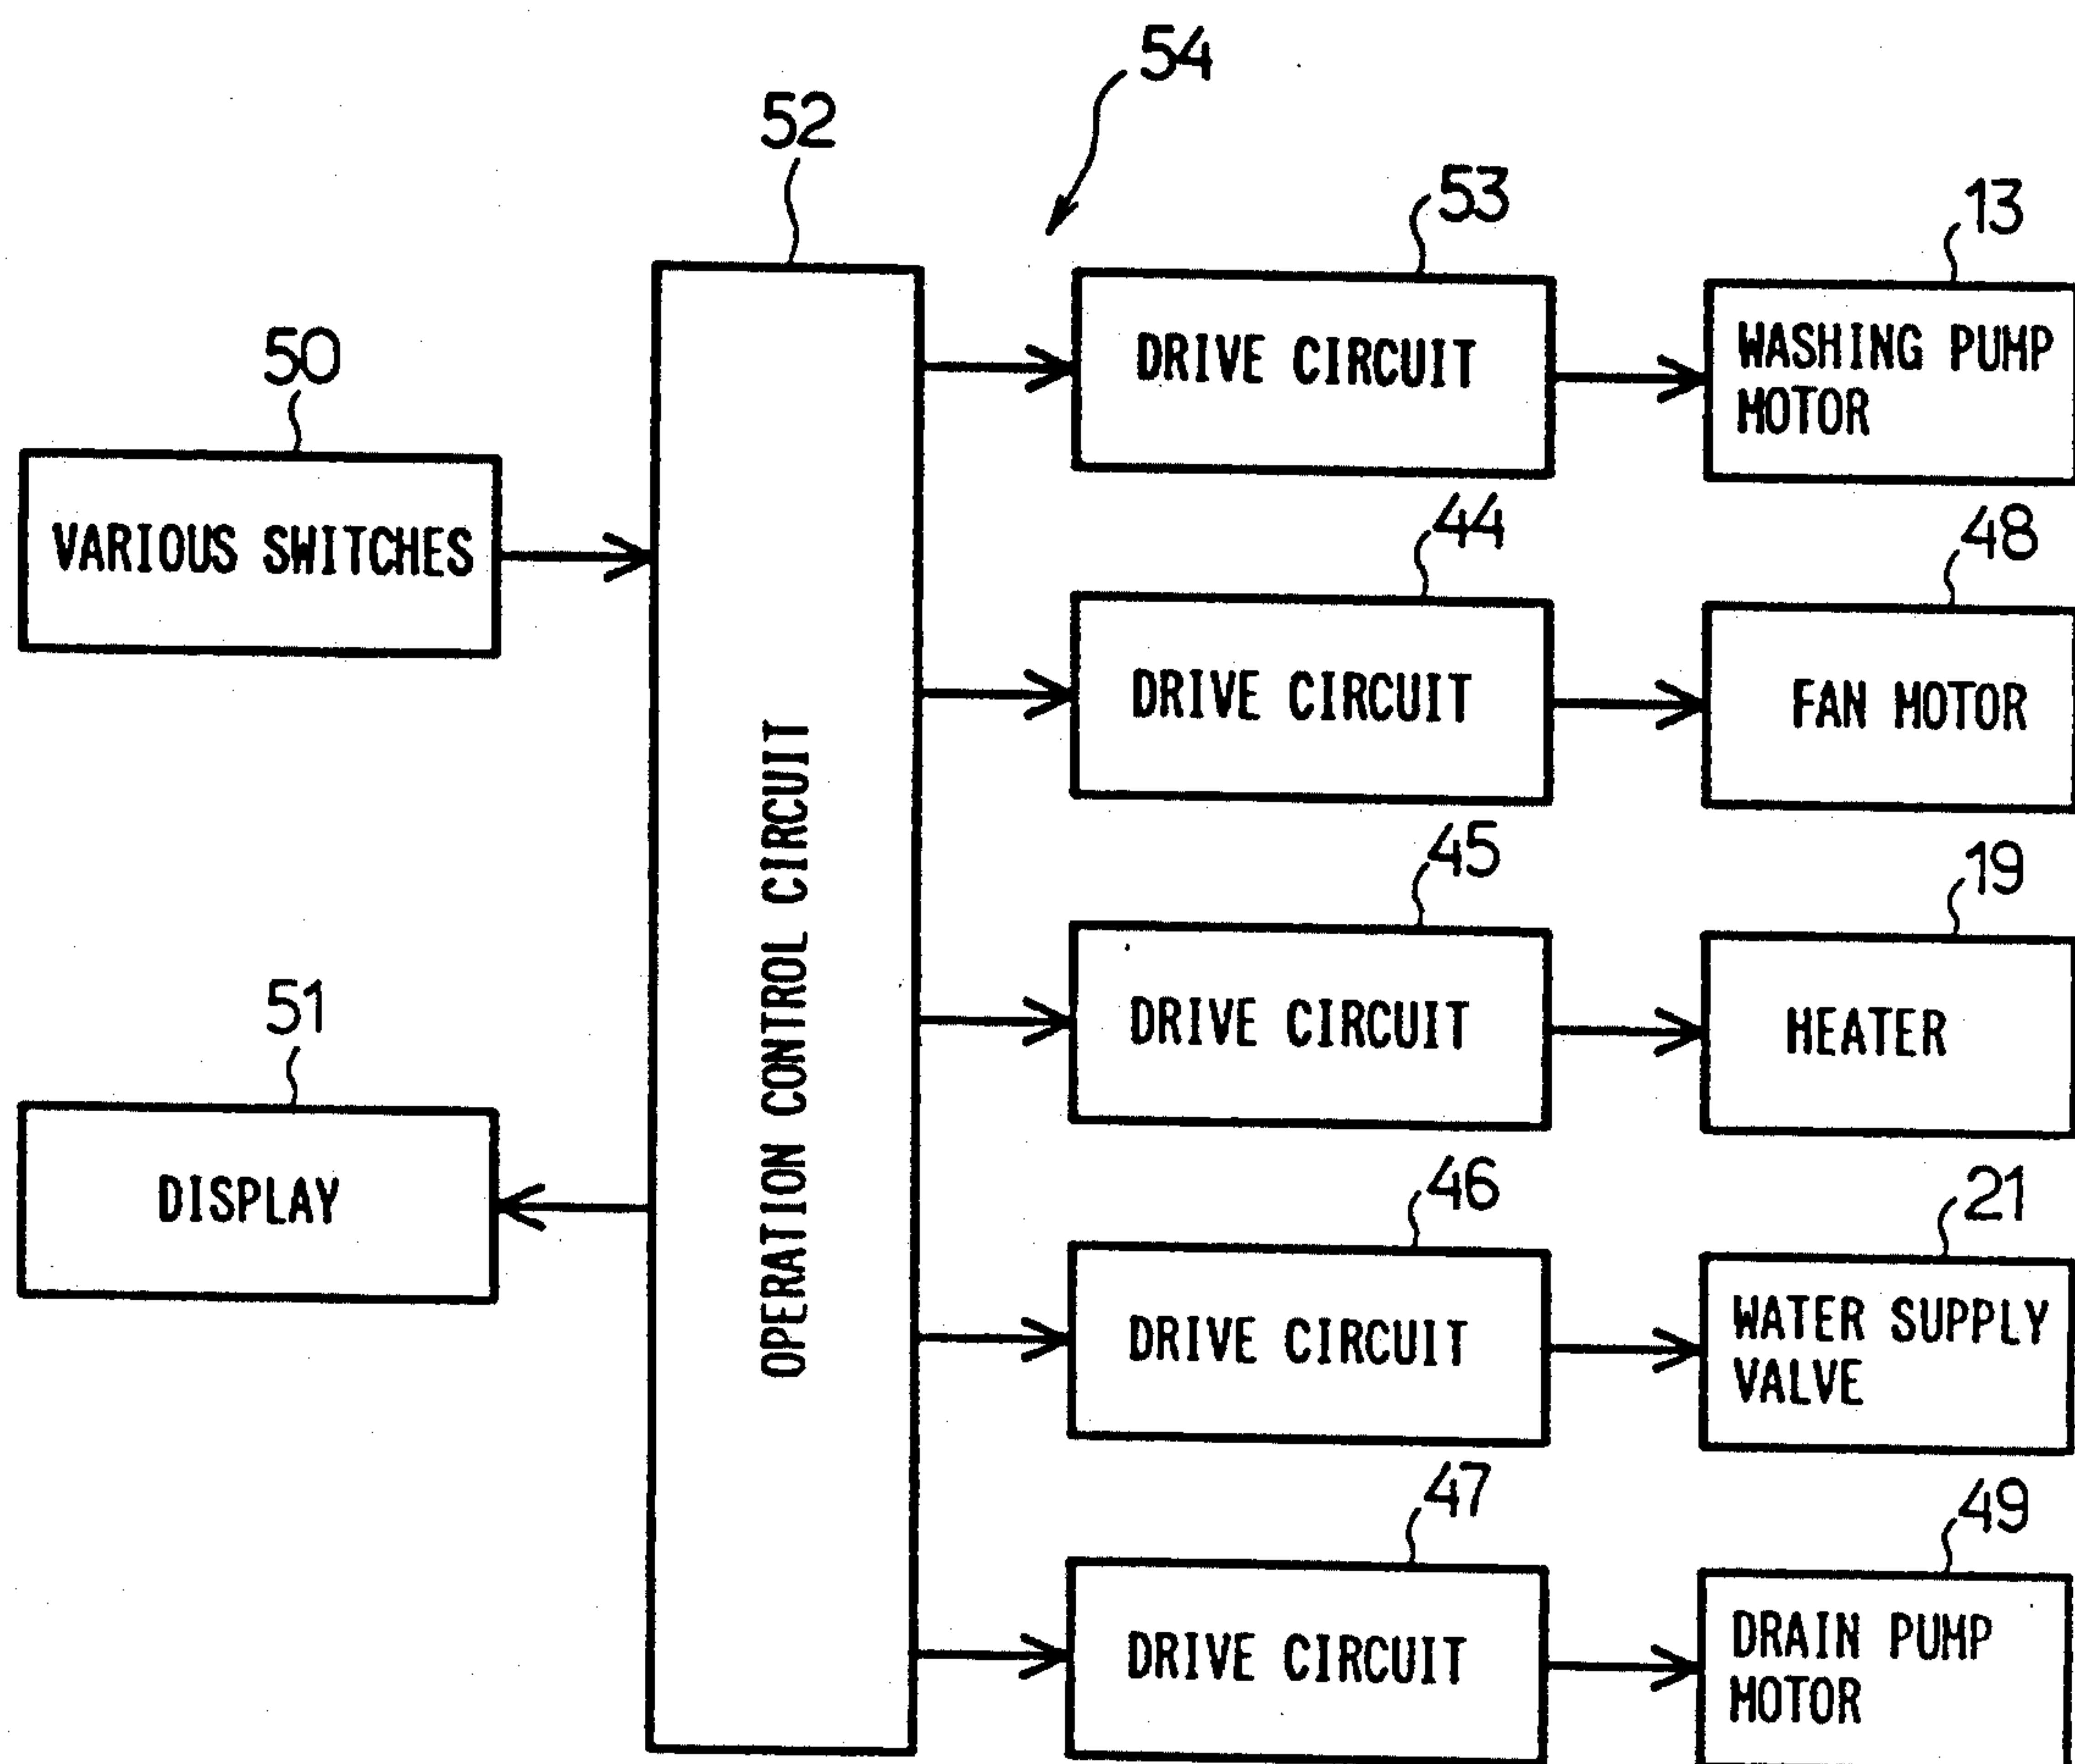 54
52
53
13
50
DRIVE CIRCUIT
WASHING PUMP
MOTOR
VARIOUS SWITCHES
44
48
DRIVE CIRCUIT
FAN MOTOR
OPERATION CONTROL CIRCUIT
45
19
51
DRIVE CIRCUIT
HEATER
DISPLAY
46
21
DRIVE CIRCUIT
WATER SUPPLY
VALVE
47
49
DRIVE CIRCUIT
DRAIN PUMP
MOTOR